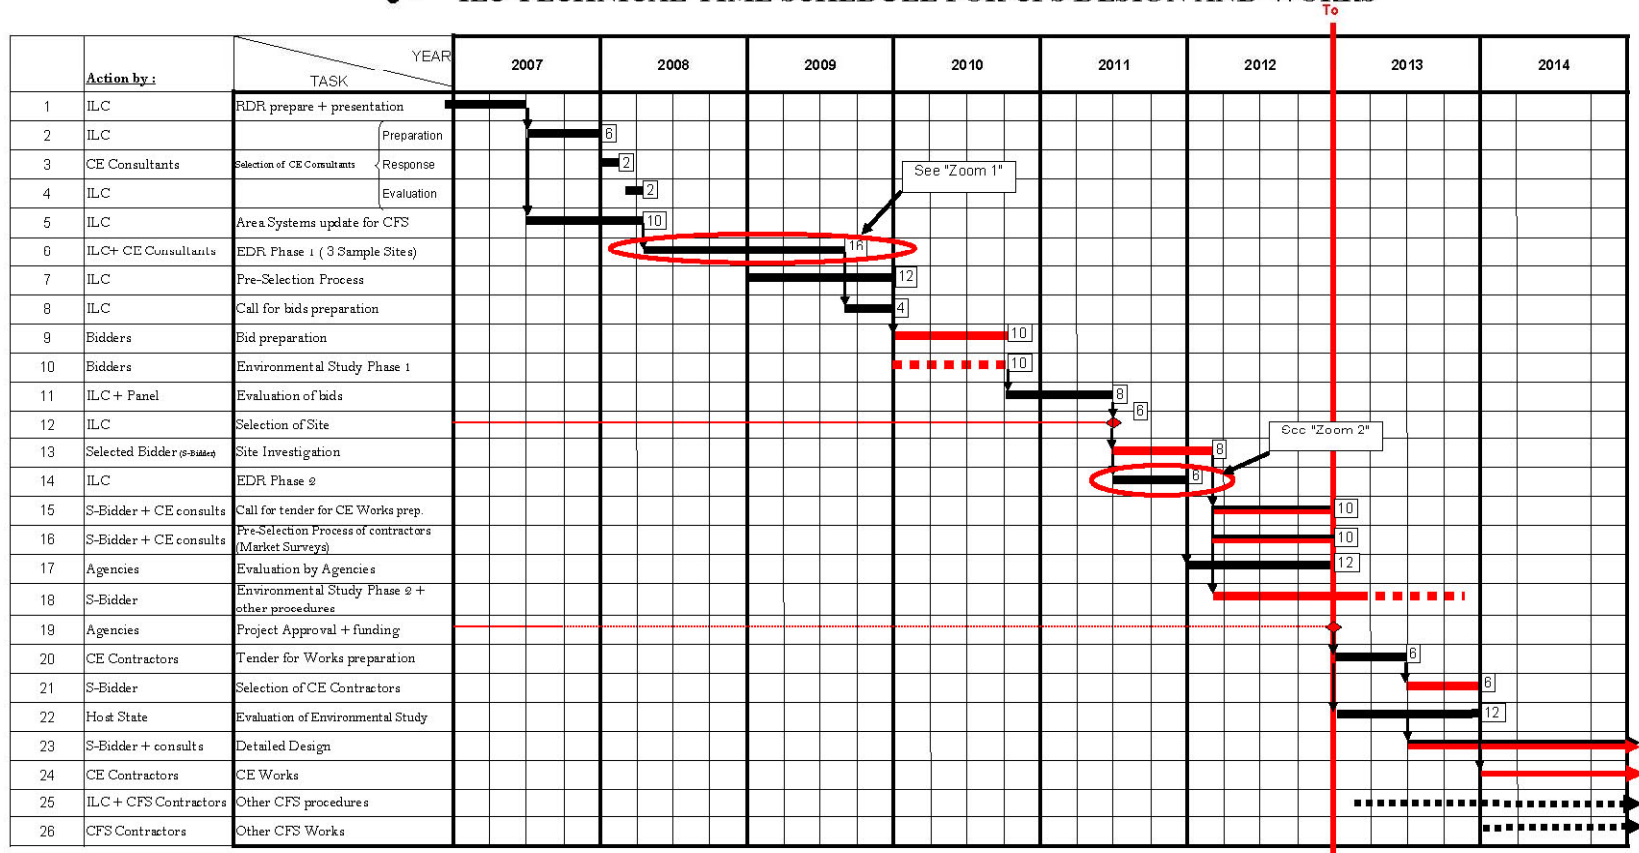 ILC TECHNICAL TIME SCHEDULE FOR CFS DESIGN AND WORKS
To
YEAR
Action by :
TASK
2007 2008 2009 2010 2011 2012 2013 2014
1 ILC RDR prepare + presentation
2 ILC Preparation 6
3 CE Consultants Selection of CE Consultants Response 2
4 ILC Evaluation 2
See "Zoom 1"
5 ILC Area Systems update for CFS 10
6 ILC+ CE Consultants EDR Phase 1 ( 3 Sample Sites) 16
7 ILC Pre-Selection Process 12
8 ILC Call for bids preparation 4
9 Bidders Bid preparation 10
10 Bidders Environmental Study Phase 1 10
11 ILC + Panel Evaluation of bids 8
6
12 ILC Selection of Site
See "Zoom 2"
13 Selected Bidder (S-Bidder) Site Investigation 8
14 ILC EDR Phase 2 6
15 S-Bidder + CE consults Call for tender for CE Works prep. 10
16 S-Bidder + CE consults Pre-Selection Process of contractors 10
(Market Surveys)
17 Agencies Evaluation by Agencies 12
18 S-Bidder Environmental Study Phase 2 +
other procedures
19 Agencies Project Approval + funding
20 CE Contractors Tender for Works preparation 6
21 S-Bidder Selection of CE Contractors 6
22 Host State Evaluation of Environmental Study 12
23 S-Bidder + consults Detailed Design
24 CE Contractors CE Works
25 ILC + CFS Contractors Other CFS procedures
26 CFS Contractors Other CFS Works